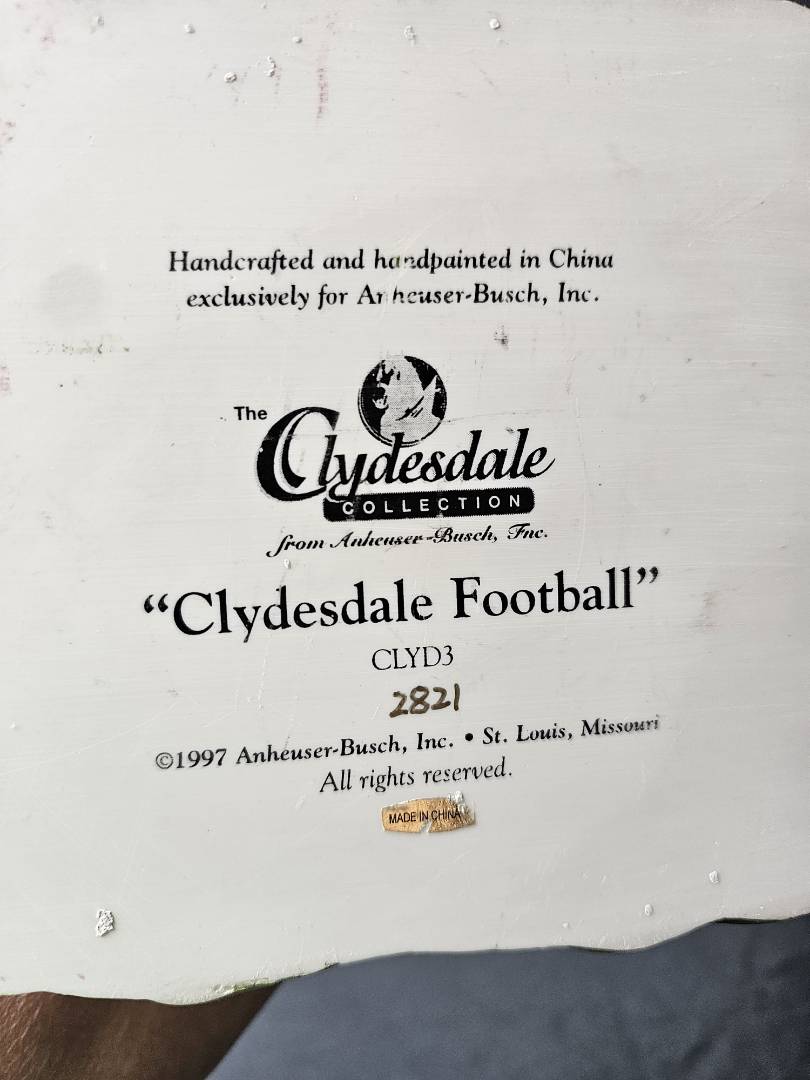 Handcrafted and handpainted in China
exclusively for Anheuser-Busch, Inc.
The
Clydesdale
COLLECTION
from Anheuser-Busch, Inc.
“Clydesdale Football”
CLYD3
2821
©1997 Anheuser-Busch, Inc. • St. Louis, Missouri
All rights reserved.
MADE IN CHINA